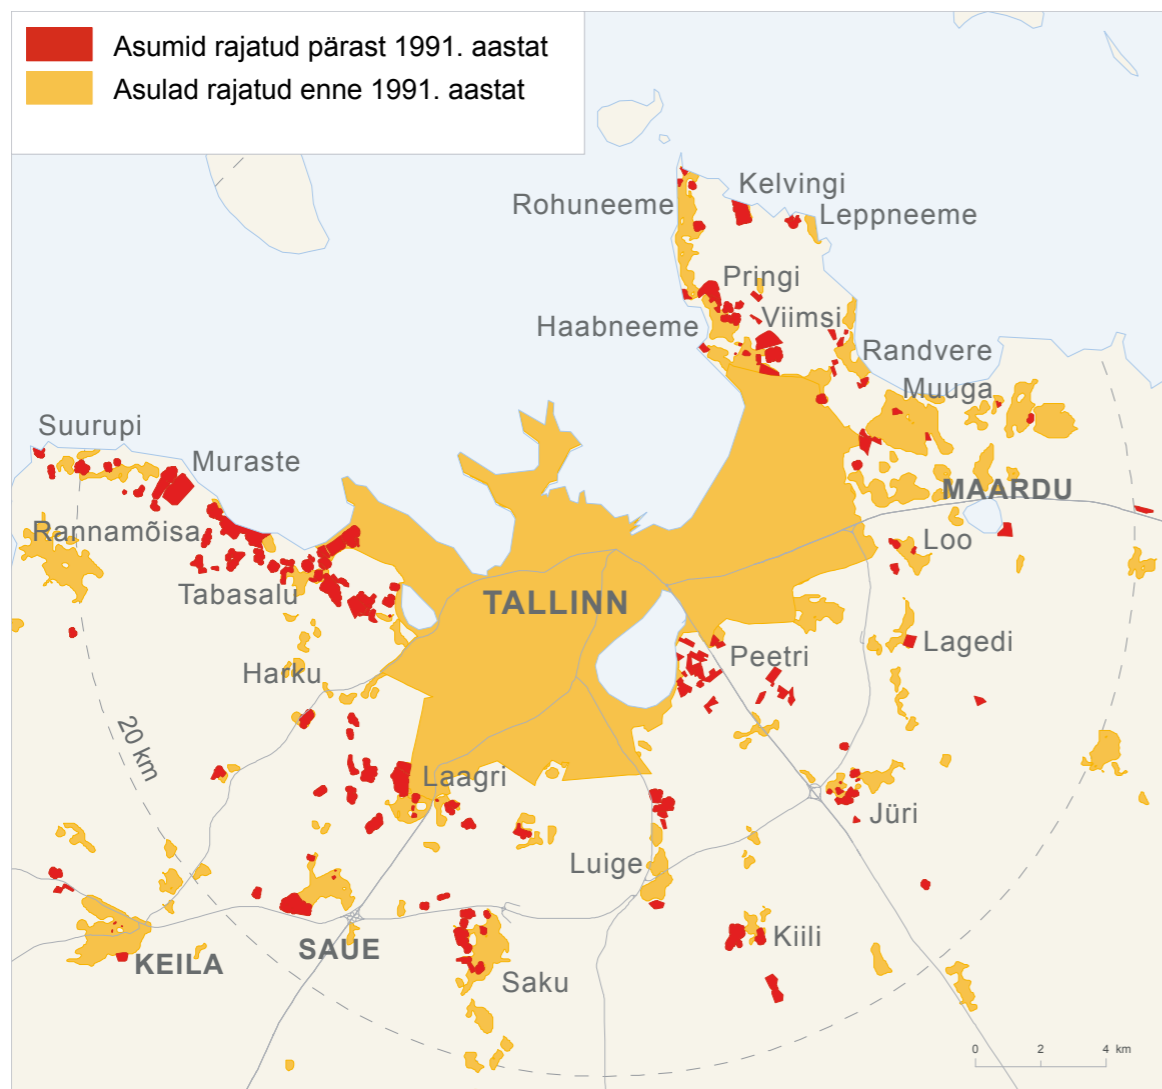 Asumid rajatud pärast 1991. aastat
Asulad rajatud enne 1991. aastat
Kelvingi
Rohuneeme
Leppneeme
Pringi
Viimsi
Haabneeme
Randvere
Muuga
Suurupi
Muraste
MAARDU
Rannamõisa
Loo
Tabasalu
TALLINN
Lagedi
Peetri
Harku
20 km
Laagri
Jüri
Luige
Kiili
SAUE
KEILA
Saku
0 2 4 km